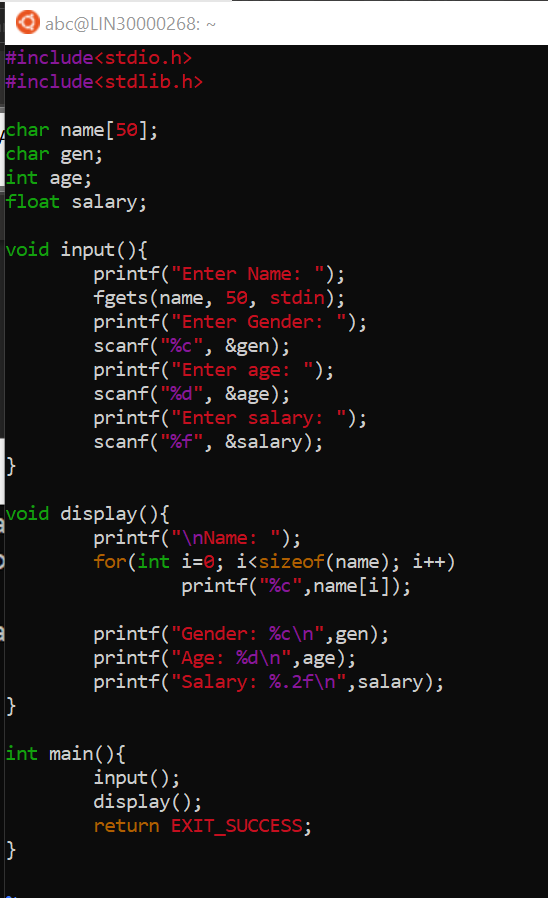 abc@LIN30000268: ~
#include<stdio.h>
#include<stdlib.h>
char name[50];
char gen;
int age;
float salary;
void input(){
printf("Enter Name: ");
fgets(name, 50, stdin);
printf("Enter Gender: ");
scanf("%c", &gen);
printf("Enter age: ");
scanf("%d", &age);
printf("Enter salary: ");
scanf("%f", &salary);
}
void display(){
printf("\nName: ");
for(int i=0; i<sizeof(name); i++)
printf("%c",name[i]);
printf("Gender: %c\n",gen);
printf("Age: %d\n",age);
printf("Salary: %.2f\n",salary);
}
int main(){
input();
display();
return EXIT_SUCCESS;
}